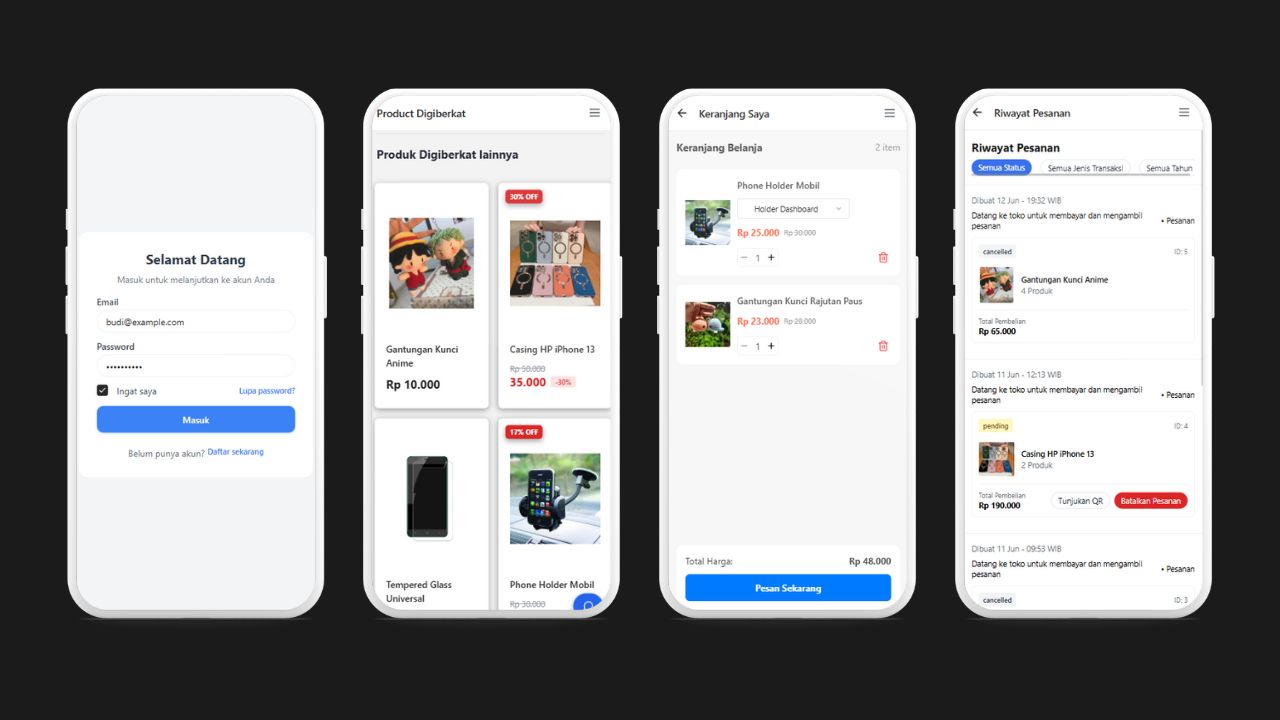 Selamat Datang
Masuk untuk melanjutkan ke akun Anda
Email
budi@example.com
Password
••••••••••
Ingat saya
Lupa password?
Masuk
Belum punya akun? Daftar sekarang
Product Digiberkat
Produk Digiberkat lainnya
Gantungan Kunci
Anime
Rp 10.000
30% OFF
Casing HP iPhone 13
Rp 50.000
35.000 -30%
Tempered Glass
Universal
17% OFF
Phone Holder Mobil
Rp 30.000
Keranjang Saya
Keranjang Belanja
2 item
Phone Holder Mobil
Holder Dashboard
Rp 25.000 Rp 30.000
− 1 +
Gantungan Kunci Rajutan Paus
Rp 23.000 Rp 28.000
− 1 +
Total Harga:
Rp 48.000
Pesan Sekarang
Riwayat Pesanan
Riwayat Pesanan
Semua Status
Semua Jenis Transaksi
Semua Tahun
Dibuat 12 Jun - 19:32 WIB
Datang ke toko untuk membayar dan mengambil
pesanan
• Pesanan
cancelled
ID: 5
Gantungan Kunci Anime
4 Produk
Total Pembelian
Rp 65.000
Dibuat 11 Jun - 12:13 WIB
Datang ke toko untuk membayar dan mengambil
pesanan
• Pesanan
pending
ID: 4
Casing HP iPhone 13
2 Produk
Total Pembelian
Rp 190.000
Tunjukan QR
Batalkan Pesanan
Dibuat 11 Jun - 09:53 WIB
Datang ke toko untuk membayar dan mengambil
pesanan
• Pesanan
cancelled
ID: 3